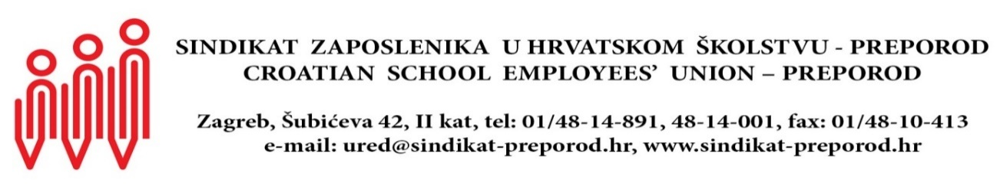 SINDIKAT ZAPOSLENIKA U HRVATSKOM ŠKOLSTVU - PREPOROD
CROATIAN SCHOOL EMPLOYEES’ UNION – PREPOROD
Zagreb, Šubićeva 42, II kat, tel: 01/48-14-891, 48-14-001, fax: 01/48-10-413
e-mail: ured@sindikat-preporod.hr, www.sindikat-preporod.hr